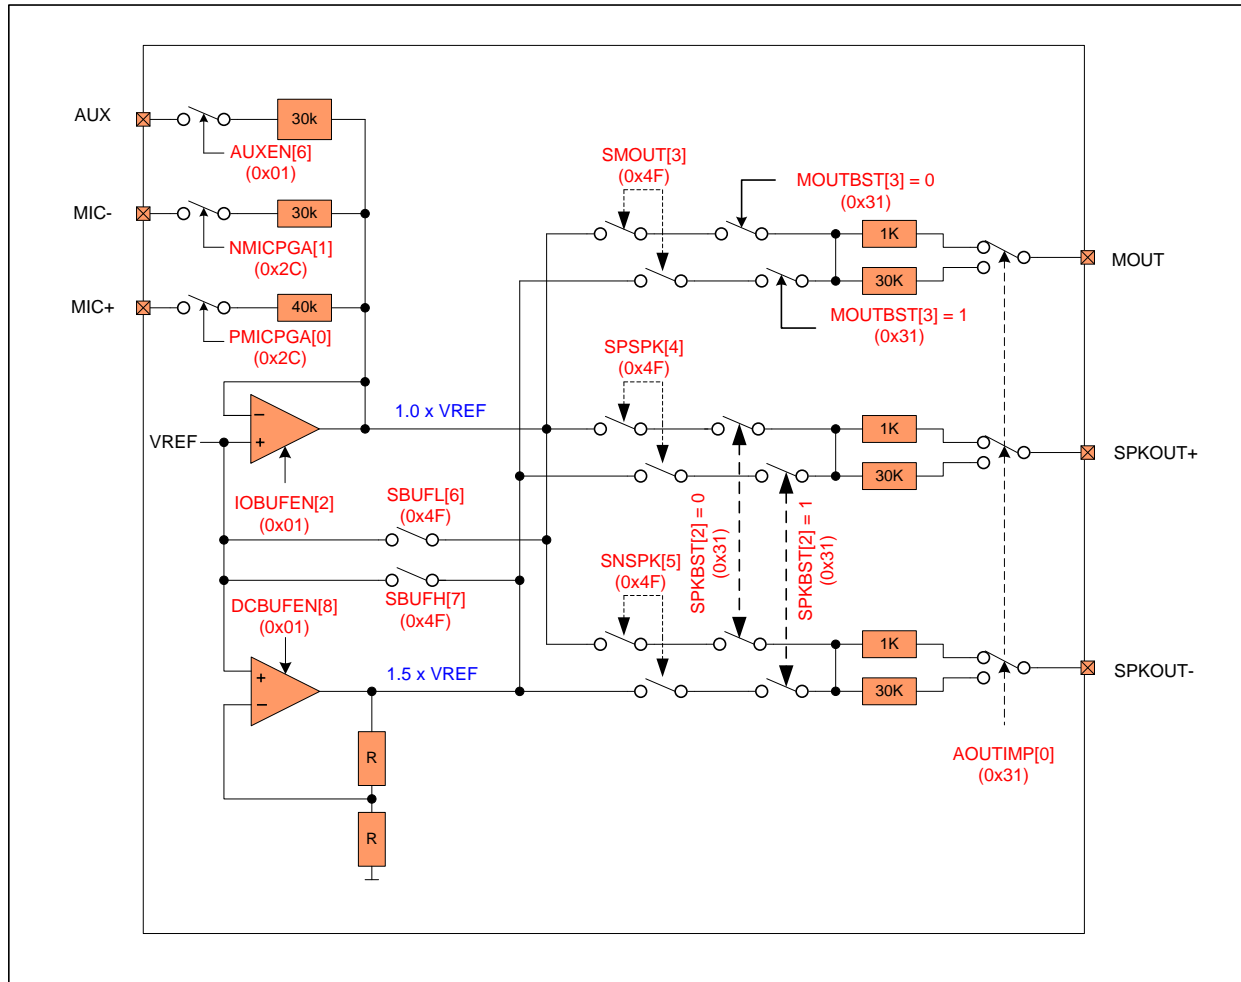 AUX
30k
AUXEN[6]
(0x01)
MIC-
30k
NMICPGA[1]
(0x2C)
MIC+
40k
PMICPGA[0]
(0x2C)
VREF
−
+
1.0 x VREF
IOBUFEN[2]
(0x01)
SBUFL[6]
(0x4F)
SBUFH[7]
(0x4F)
DCBUFEN[8]
(0x01)
+
−
1.5 x VREF
R
R
SMOUT[3]
(0x4F)
MOUTBST[3] = 0
(0x31)
1K
30K
MOUT
MOUTBST[3] = 1
(0x31)
SPSPK[4]
(0x4F)
1K
30K
SPKOUT+
SPKBST[2] = 0
(0x31)
SPKBST[2] = 1
(0x31)
SNSPK[5]
(0x4F)
1K
30K
SPKOUT-
AOUTIMP[0]
(0x31)